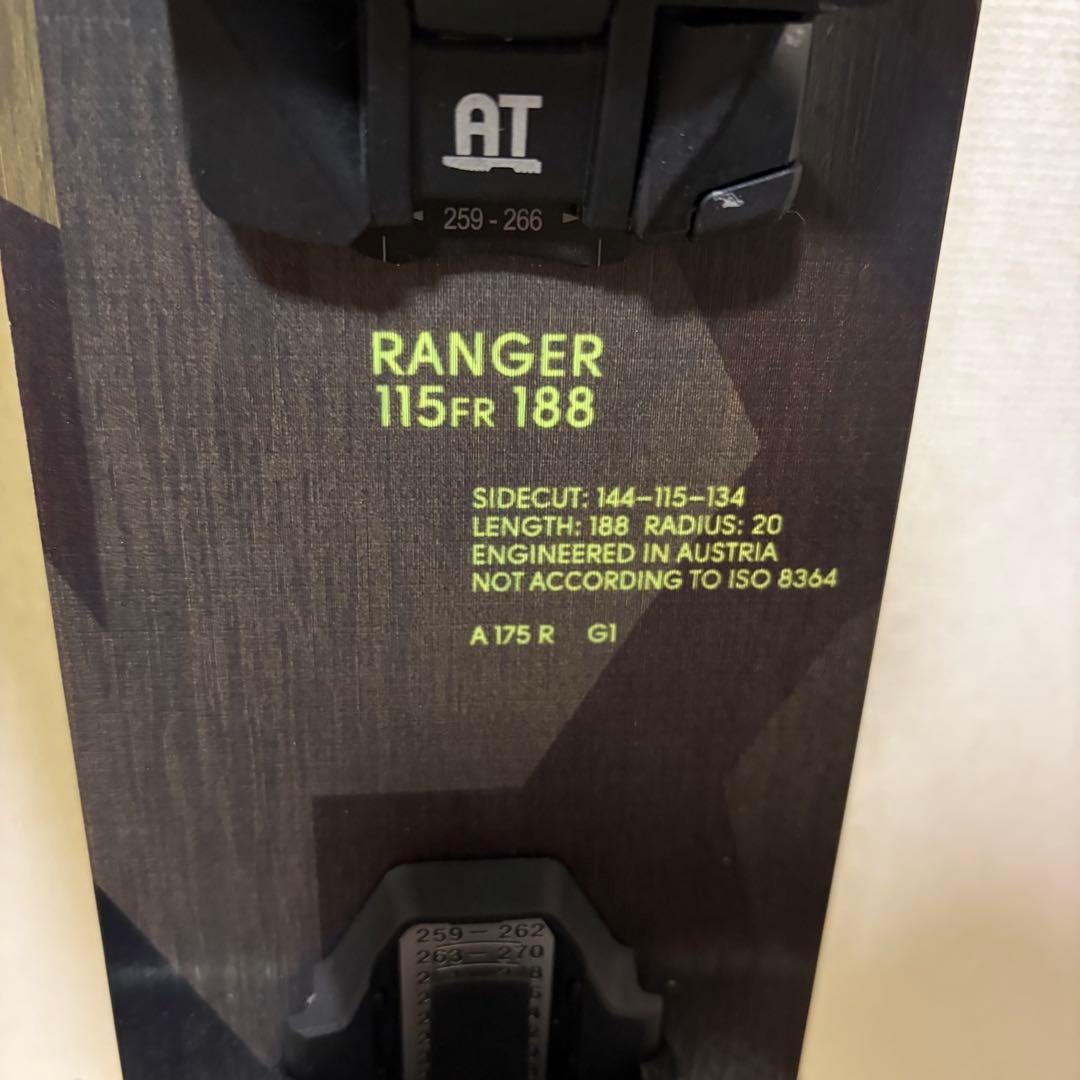 AT
259 - 266
RANGER
115FR 188
SIDECUT: 144–115–134
LENGTH: 188 RADIUS: 20
ENGINEERED IN AUSTRIA
NOT ACCORDING TO ISO 8364
A 175 R G1
259 – 262
263 – 270